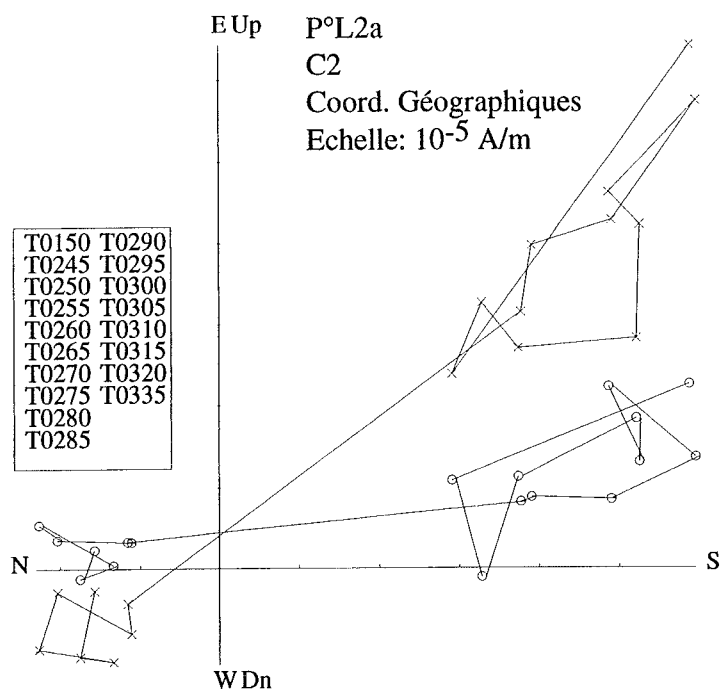 E Up
P°L2a
C2
Coord. Géographiques
Echelle: 10-5 A/m
T0150 T0290
T0245 T0295
T0250 T0300
T0255 T0305
T0260 T0310
T0265 T0315
T0270 T0320
T0275 T0335
T0280
T0285
N
S
W Dn